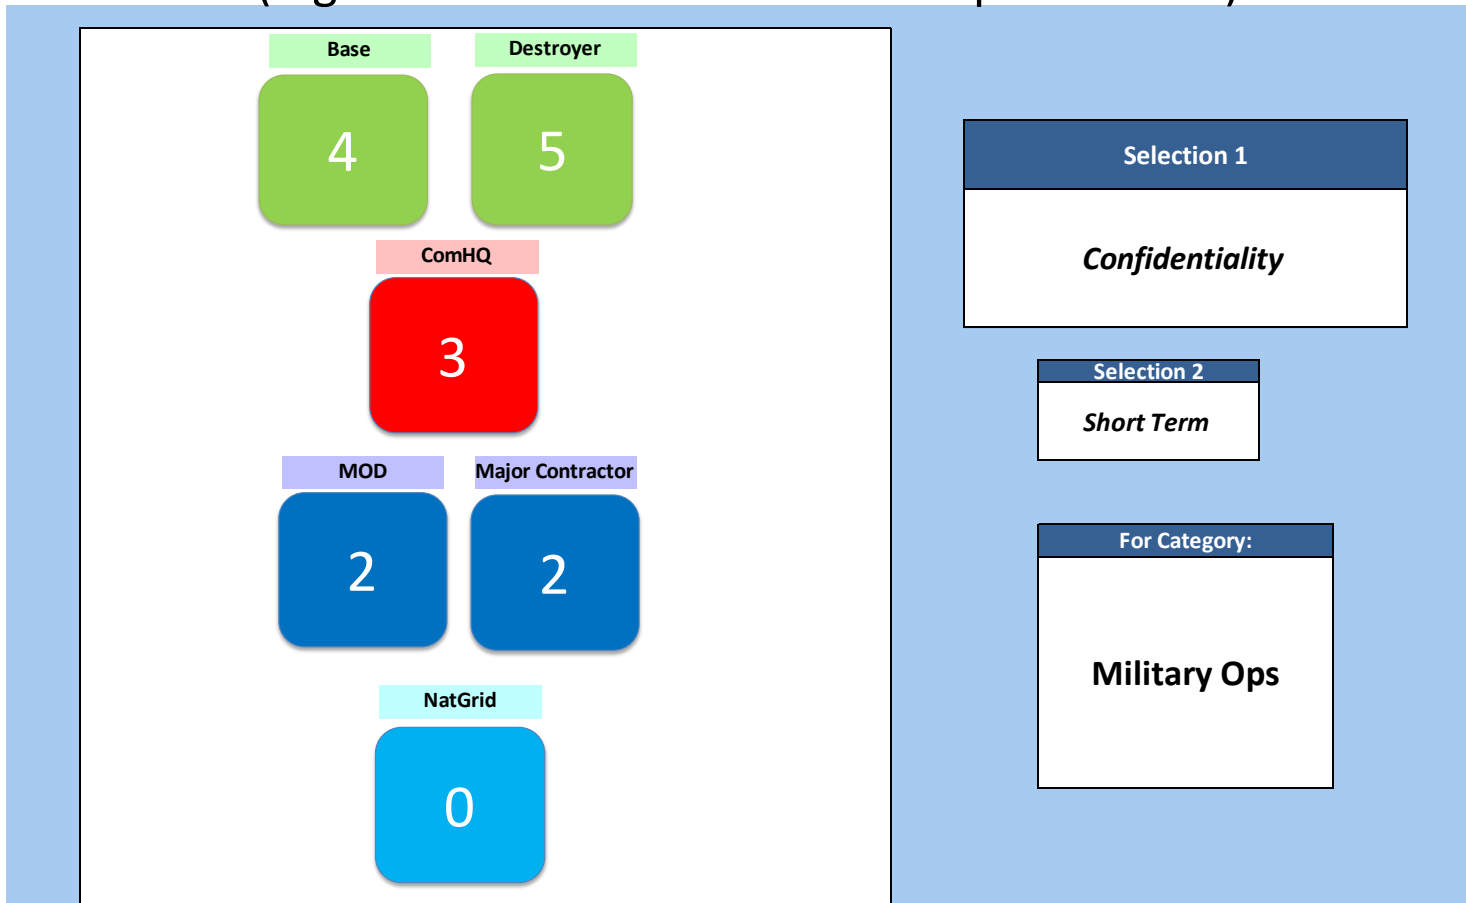 Base
Destroyer
4
5
ComHQ
3
MOD
Major Contractor
2
2
NatGrid
0
Selection 1
Confidentiality
Selection 2
Short Term
For Category:
Military Ops